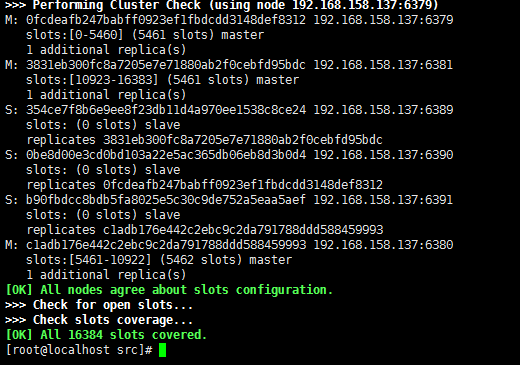 >>> Performing Cluster Check (using node 192.168.158.137:6379)
M: 0fcdeafb247babff0923ef1fbdcdd3148def8312 192.168.158.137:6379
   slots:[0-5460] (5461 slots) master
   1 additional replica(s)
M: 3831eb300fc8a7205e7e71880ab2f0cebfd95bdc 192.168.158.137:6381
   slots:[10923-16383] (5461 slots) master
   1 additional replica(s)
S: 354ce7f8b6e9ee8f23db11d4a970ee1538c8ce24 192.168.158.137:6389
   slots: (0 slots) slave
   replicates 3831eb300fc8a7205e7e71880ab2f0cebfd95bdc
S: 0be8d00e3cd0bd103a22e5ac365db06eb8d3b0d4 192.168.158.137:6390
   slots: (0 slots) slave
   replicates 0fcdeafb247babff0923ef1fbdcdd3148def8312
S: b90fbdcc8bdb5fa8025e5c30c9de752a5eaa5aef 192.168.158.137:6391
   slots: (0 slots) slave
   replicates c1adb176e442c2ebc9c2da791788ddd588459993
M: c1adb176e442c2ebc9c2da791788ddd588459993 192.168.158.137:6380
   slots:[5461-10922] (5462 slots) master
   1 additional replica(s)
[OK] All nodes agree about slots configuration.
>>> Check for open slots...
>>> Check slots coverage...
[OK] All 16384 slots covered.
[root@localhost src]#